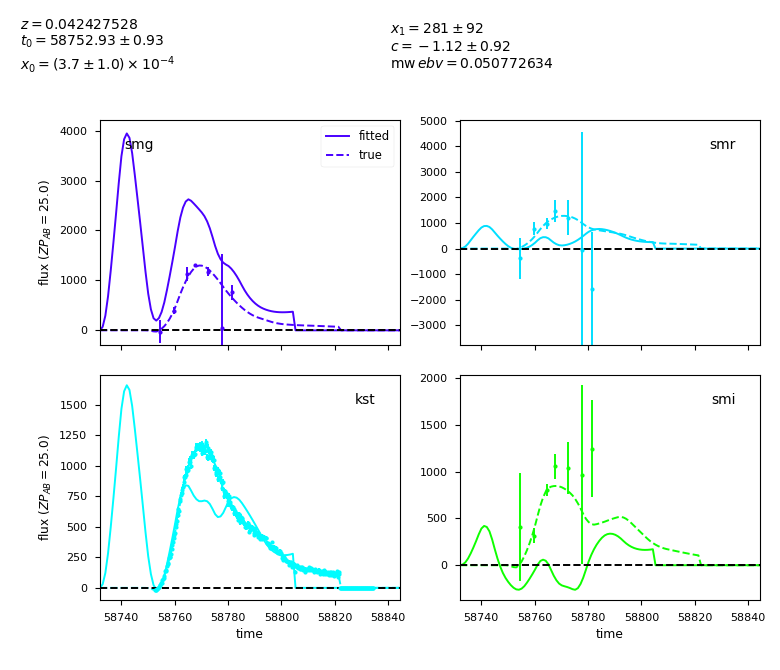 z = 0.042427528
t₀ = 58752.93 ± 0.93
x₀ = (3.7 ± 1.0) × 10⁻⁴
x₁ = 281 ± 92
c = −1.12 ± 0.92
mw ebv = 0.050772634
smg
fitted
true
4000
3000
2000
1000
0
flux (ZP_AB = 25.0)
smr
5000
4000
3000
2000
1000
0
−1000
−2000
−3000
kst
1500
1250
1000
750
500
250
0
flux (ZP_AB = 25.0)
58740 58760 58780 58800 58820 58840
time
smi
2000
1500
1000
500
0
58740 58760 58780 58800 58820 58840
time